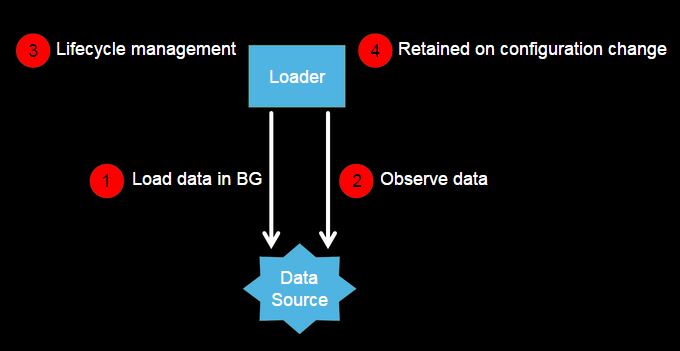 3 Lifecycle management
4 Retained on configuration change
Loader
1 Load data in BG
2 Observe data
Data
Source